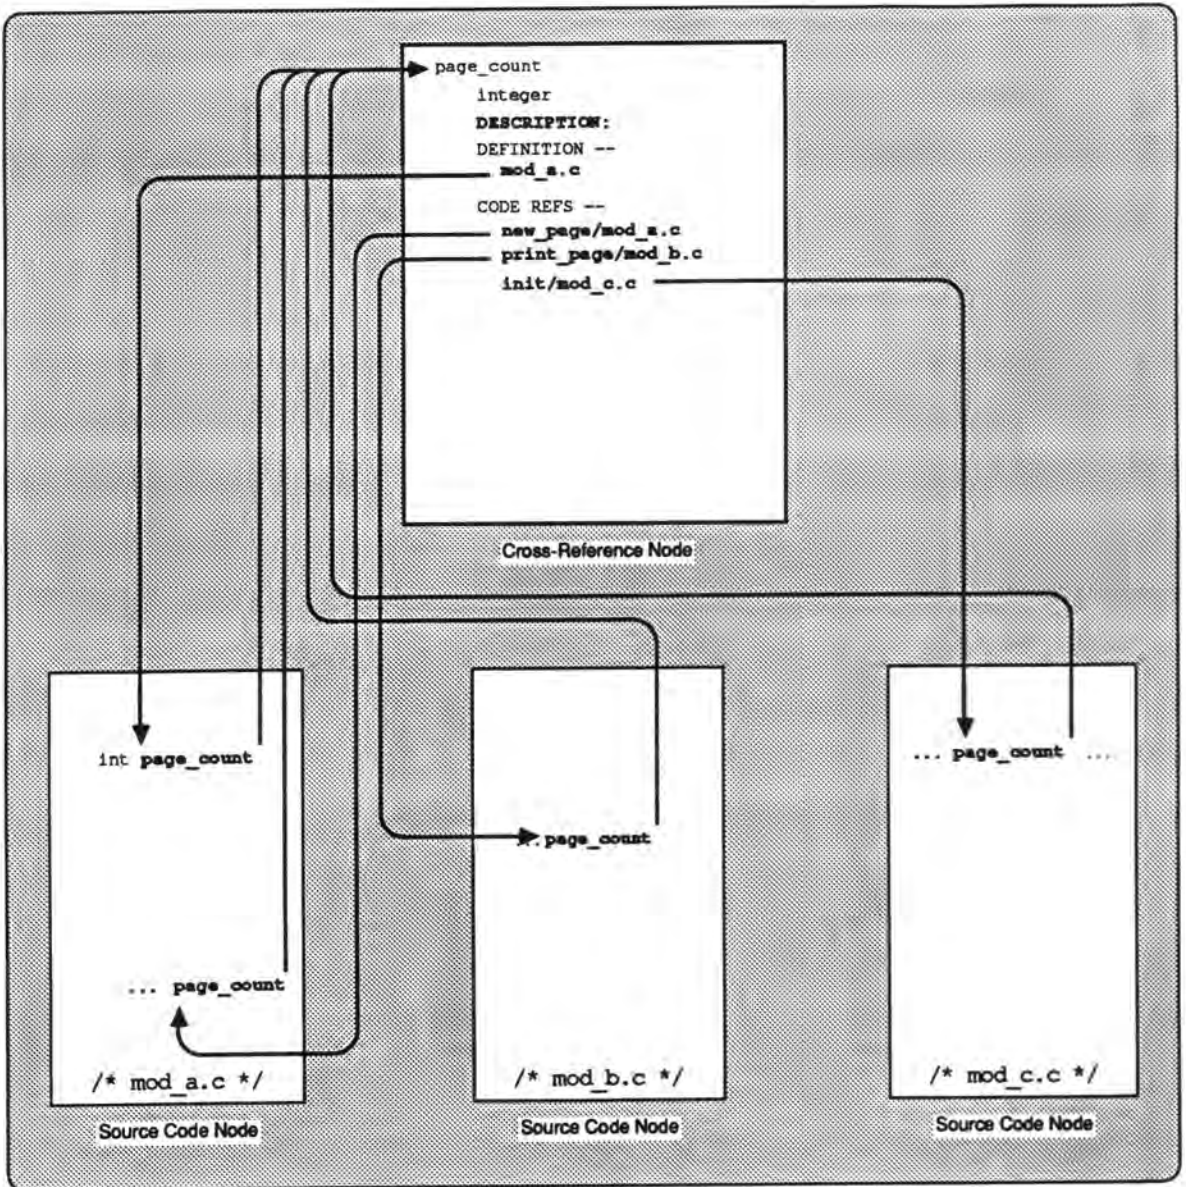 page_count
integer
DESCRIPTION:
DEFINITION --
mod_a.c
CODE REFS --
new_page/mod_a.c
print_page/mod_b.c
init/mod_c.c
Cross-Reference Node
int page_count
... page_count
/* mod_a.c */
Source Code Node
...page_count
/* mod_b.c */
Source Code Node
... page_count ...
/* mod_c.c */
Source Code Node